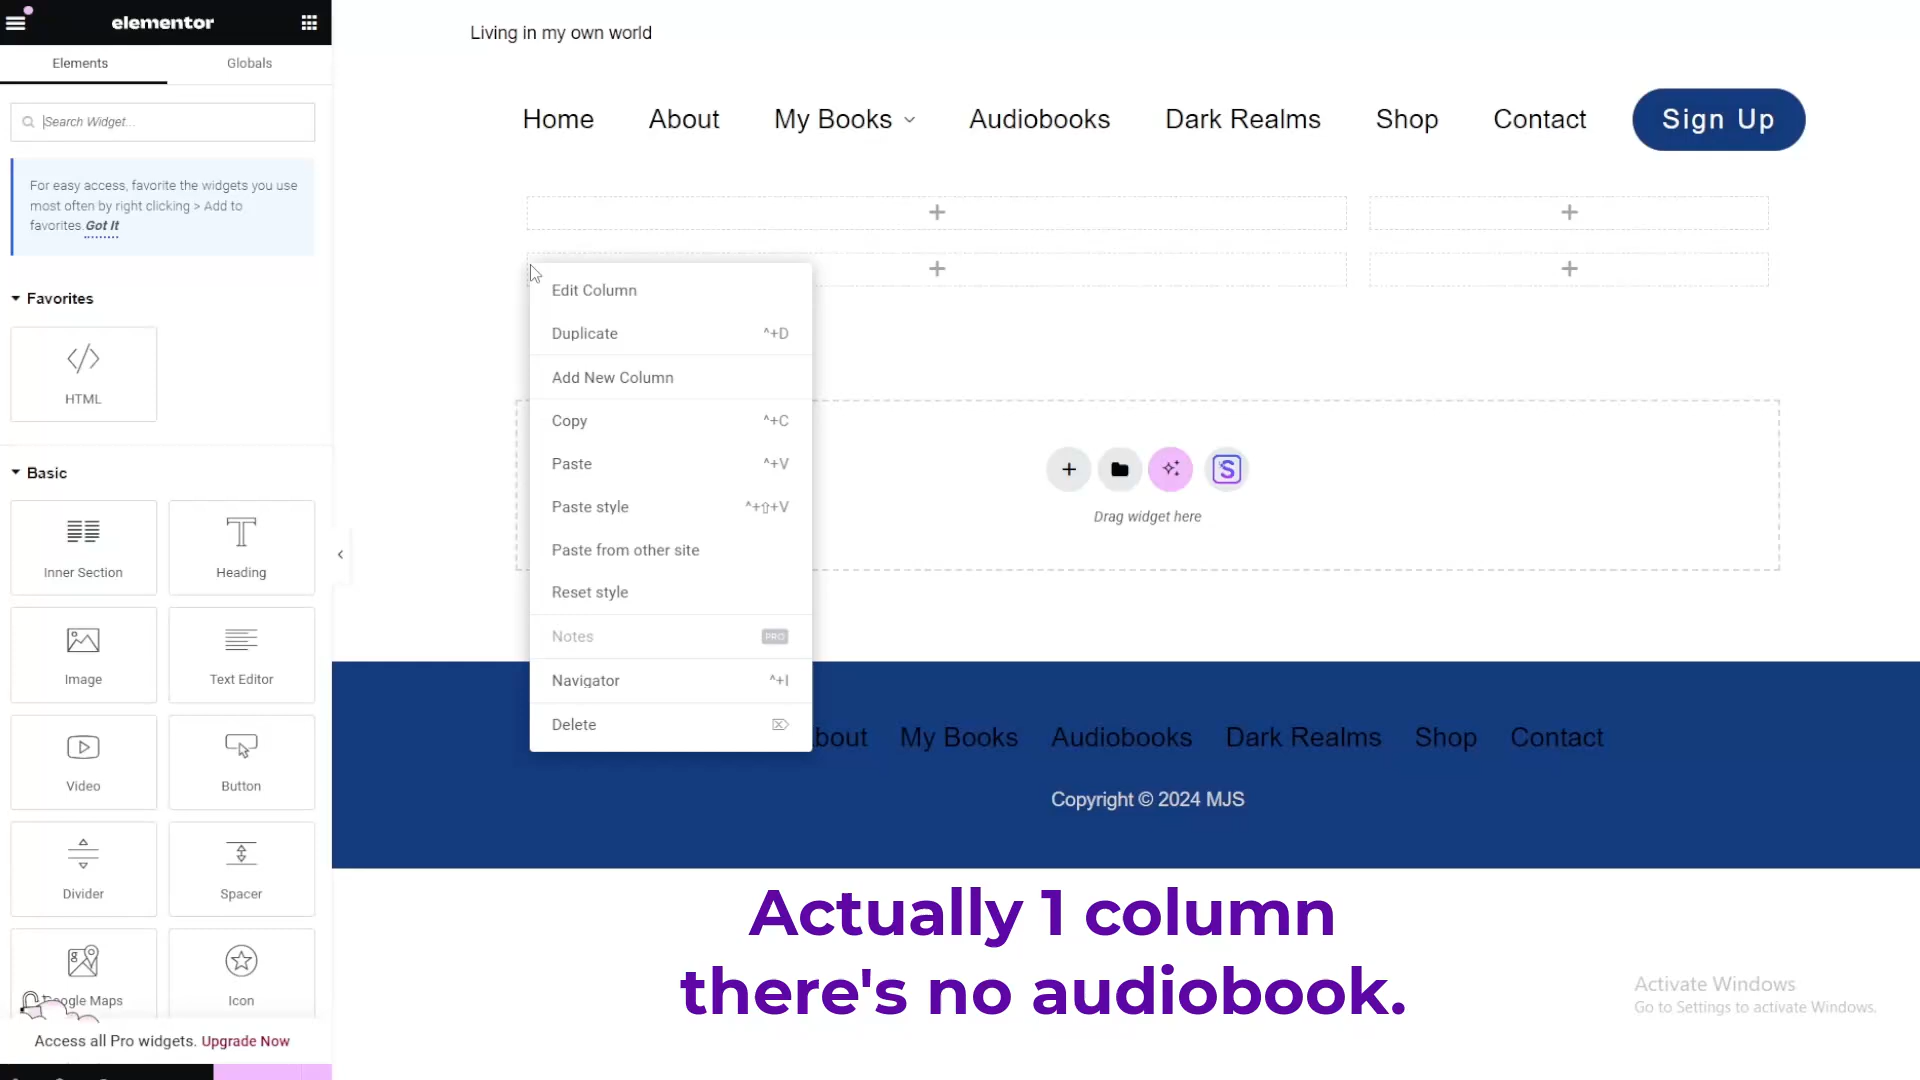 elementor
Elements
Globals
Search Widget...
For easy access, favorite the widgets you use
most often by right clicking > Add to
favorites. Got It
Favorites
HTML
Basic
Inner Section
Heading
Image
Text Editor
Video
Button
Divider
Spacer
Google Maps
Icon
Access all Pro widgets. Upgrade Now
Living in my own world
Home
About
My Books
Audiobooks
Dark Realms
Shop
Contact
Sign Up
Edit Column
Duplicate ^+D
Add New Column
Copy ^+C
Paste ^+V
Paste style ^+⇧+V
Paste from other site
Reset style
Notes PRO
Navigator ^+I
Delete ⌦
Drag widget here
bout
My Books
Audiobooks
Dark Realms
Shop
Contact
Copyright © 2024 MJS
Actually 1 column
there's no audiobook.
Activate Windows
Go to Settings to activate Windows.